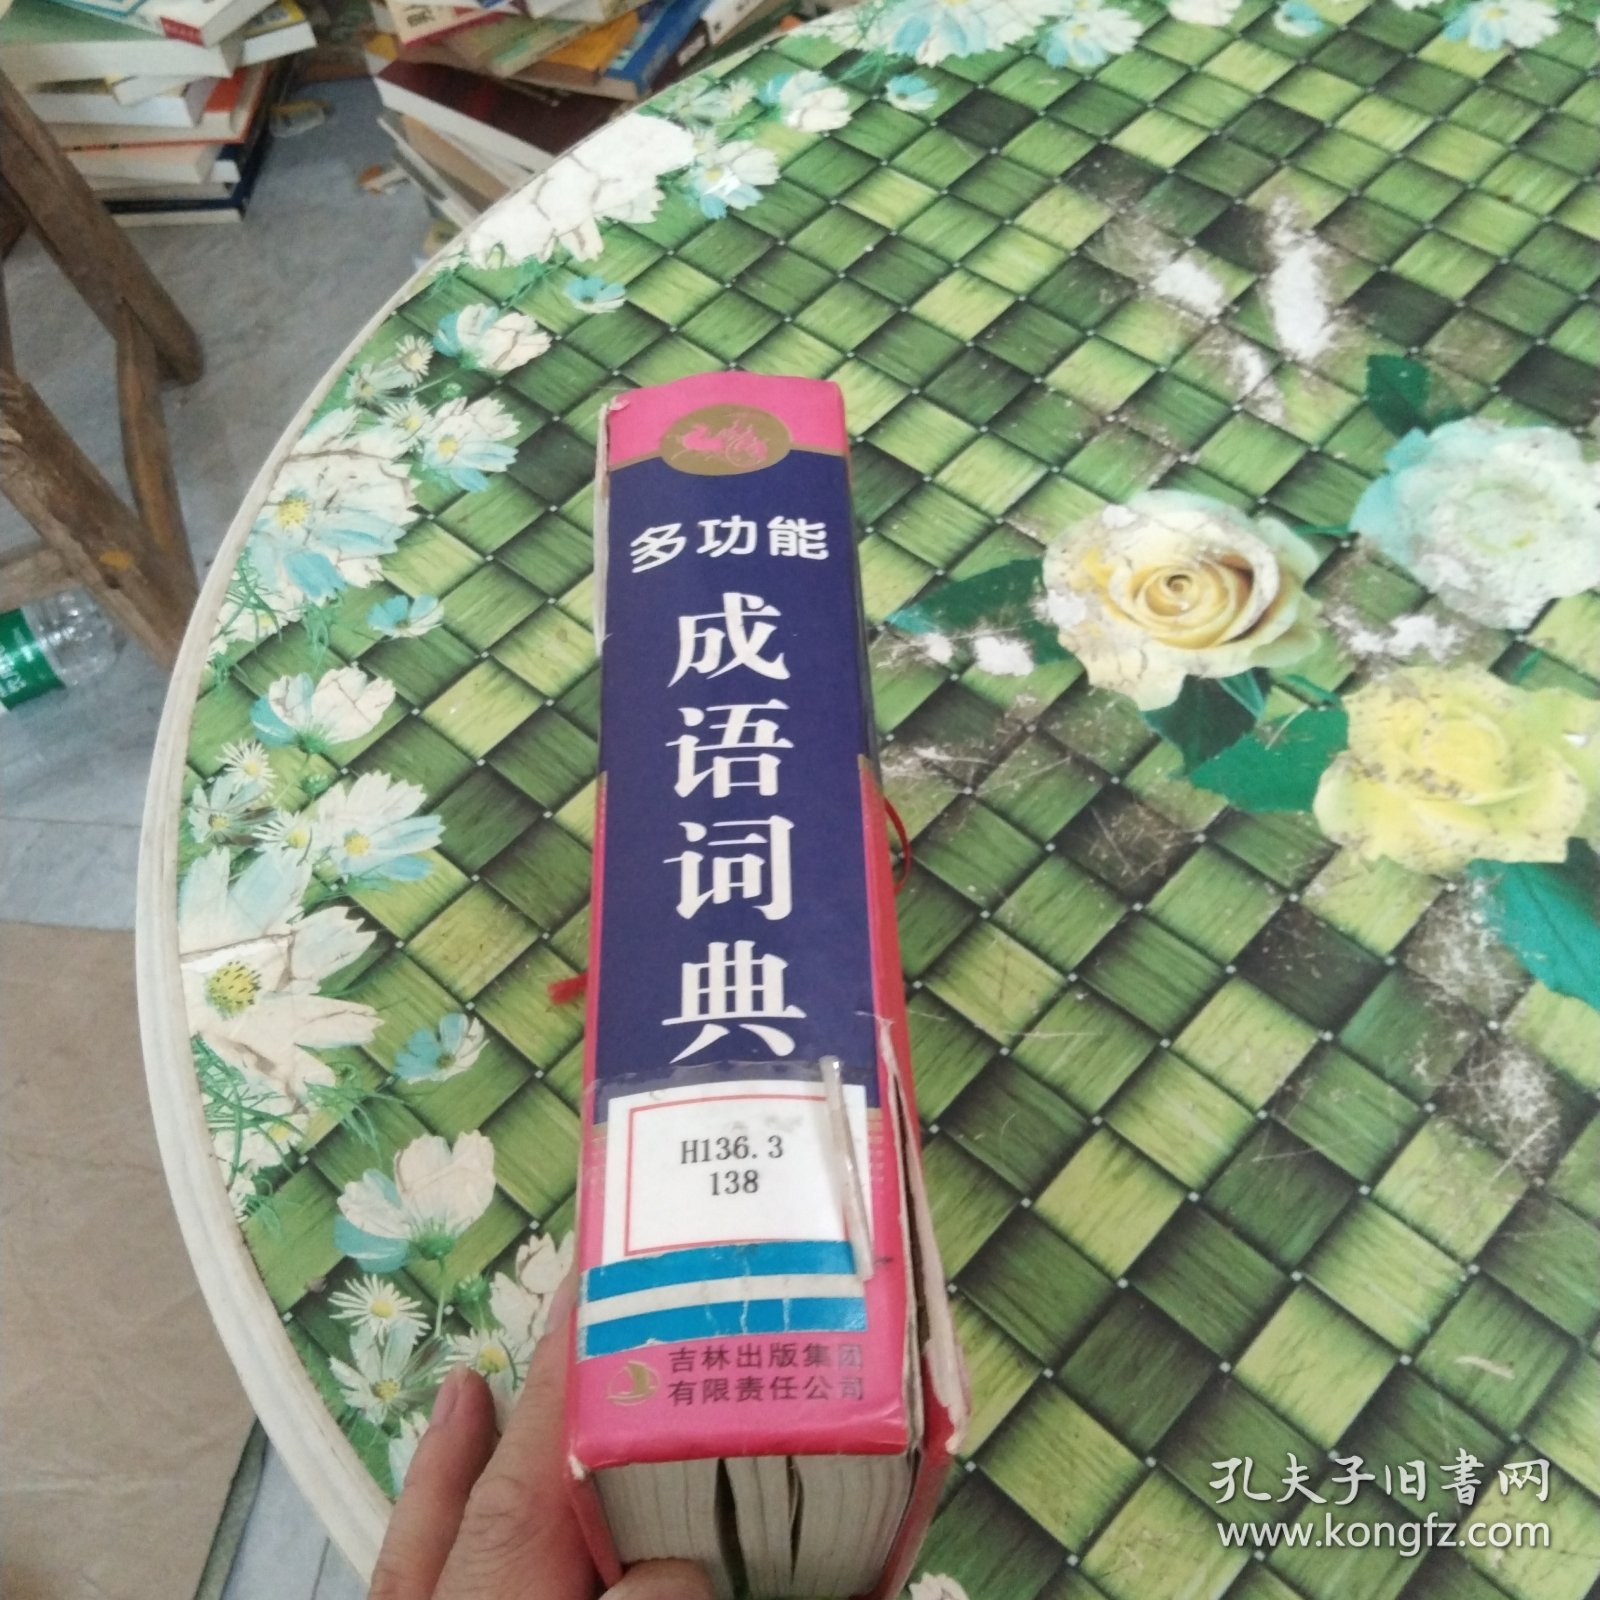 多功能
成语词典
H136.3
138
吉林出版集团
有限责任公司
孔夫子旧书网
www.kongfz.com